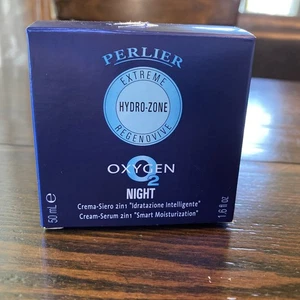 PERLIER
EXTREME
HYDRO-ZONE
REGENOVIVE
OXYGEN
O2
NIGHT
Crema-Siero 2in1 "Idratazione Intelligente"
Cream-Serum 2in1 "Smart Moisturization"
50 ml e
1.6 fl oz